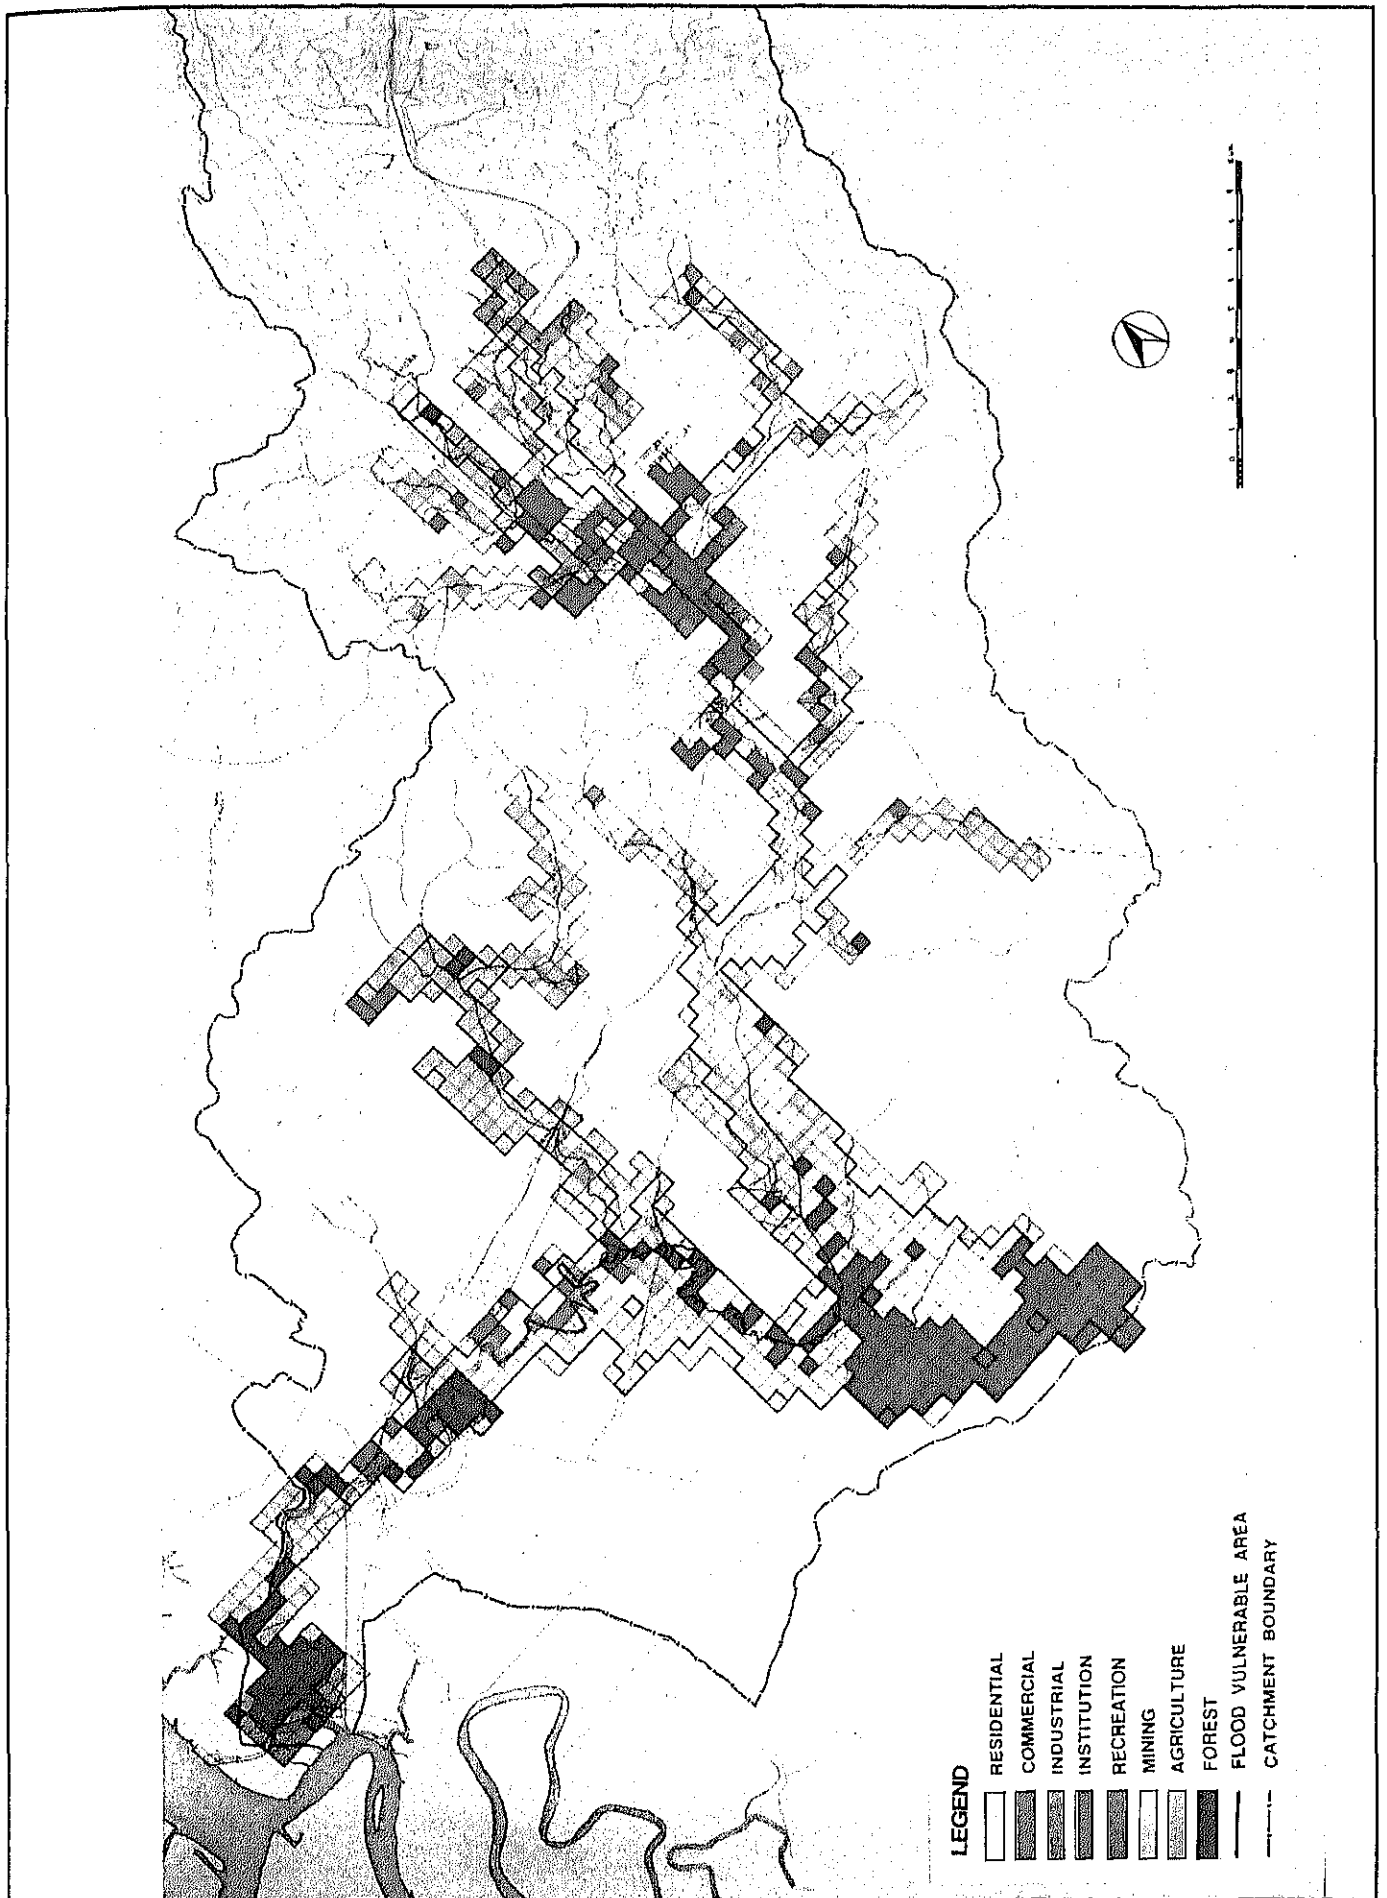 LEGEND
RESIDENTIAL
COMMERCIAL
INDUSTRIAL
INSTITUTION
RECREATION
MINING
AGRICULTURE
FOREST
FLOOD VULNERABLE AREA
CATCHMENT BOUNDARY